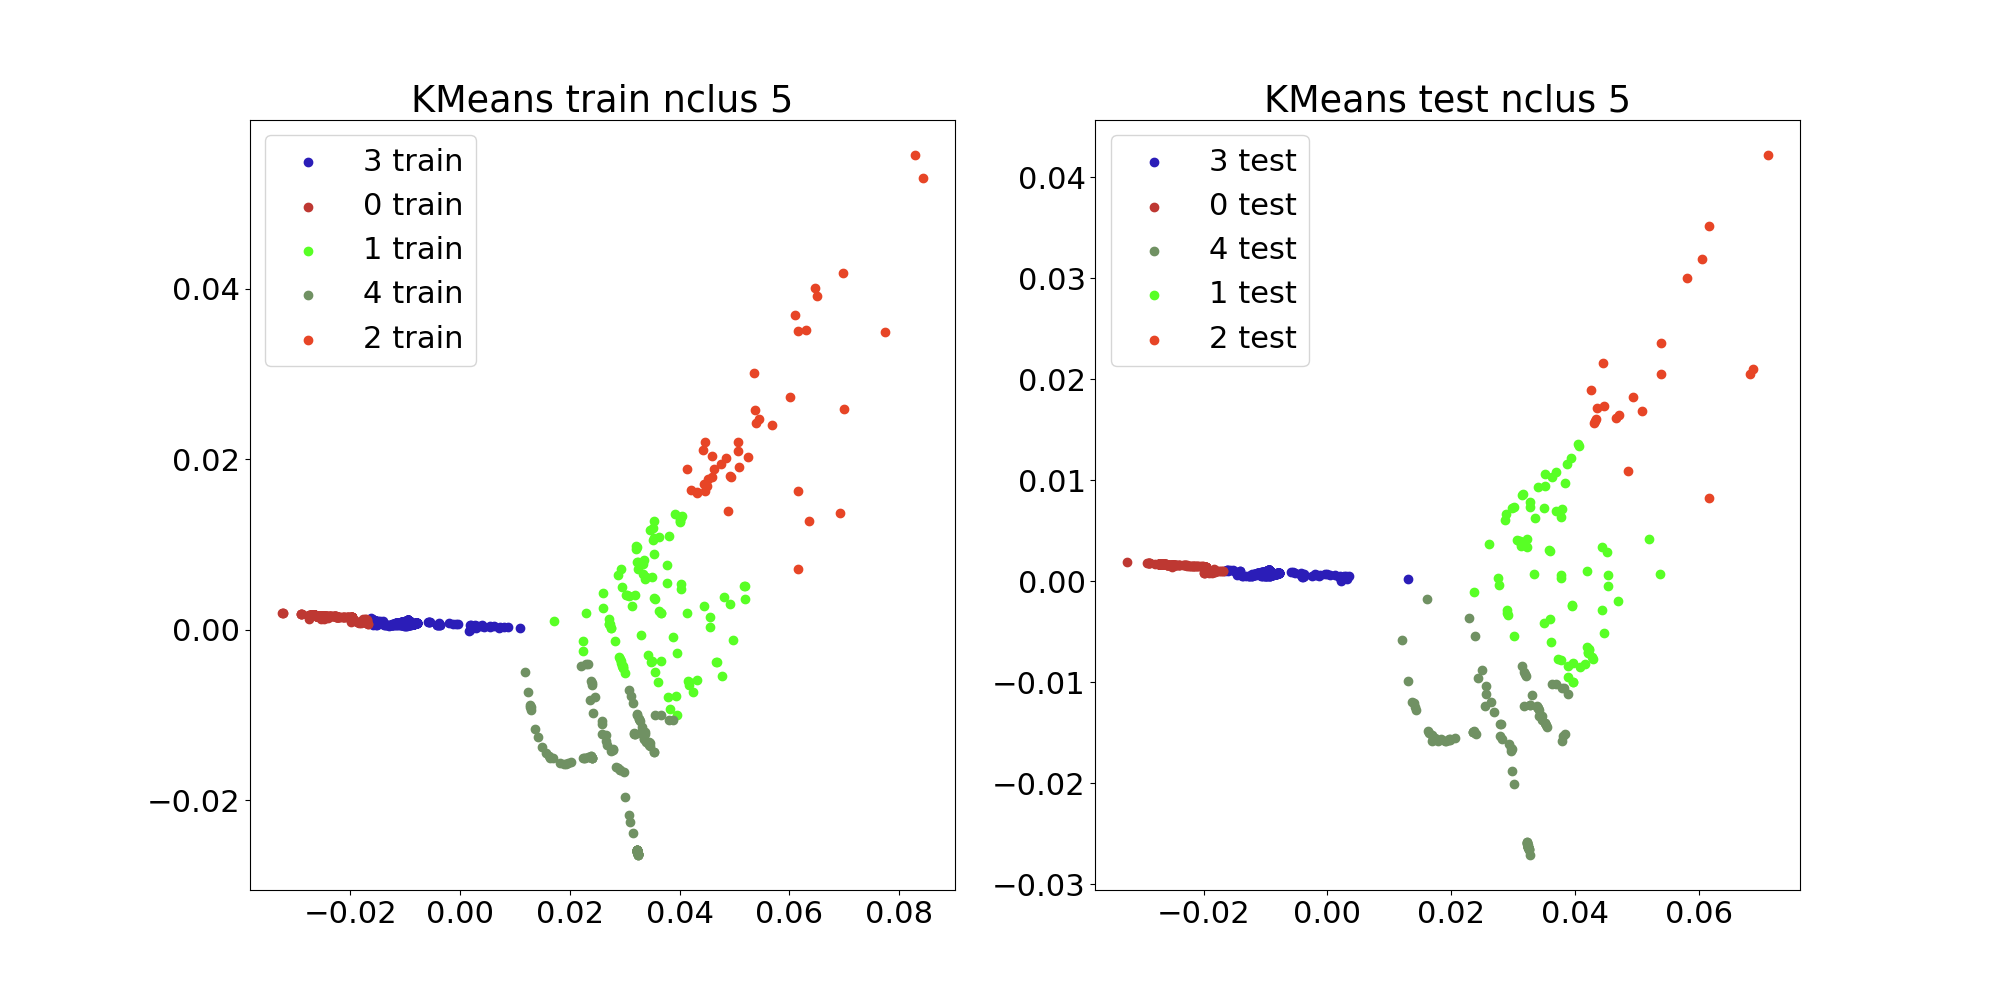 KMeans train nclus 5
3 train
0 train
1 train
4 train
2 train
0.04
0.02
0.00
−0.02
−0.02 0.00 0.02 0.04 0.06 0.08
KMeans test nclus 5
3 test
0 test
4 test
1 test
2 test
0.04
0.03
0.02
0.01
0.00
−0.01
−0.02
−0.03
−0.02 0.00 0.02 0.04 0.06